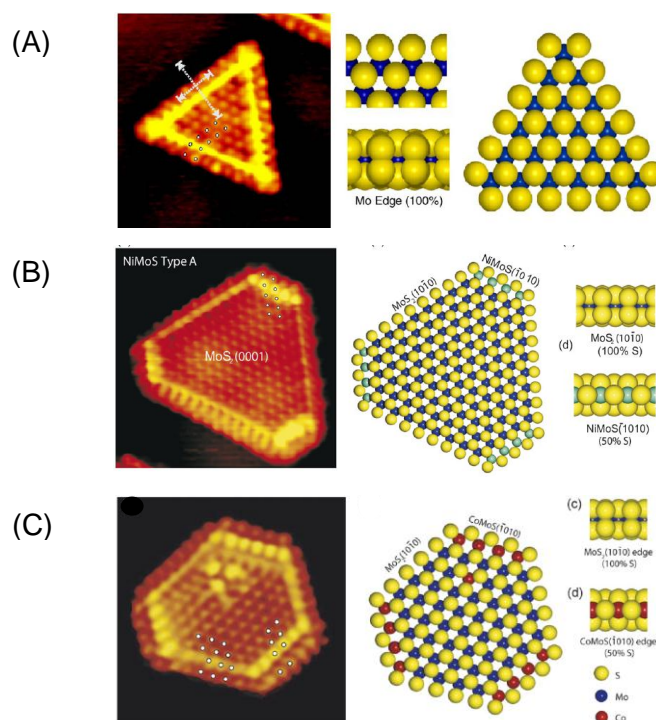 (A)
Mo Edge (100%)
(B)
NiMoS Type A
MoS₂(0001)
MoS₂(101̄0)
NiMoS(1̄010)
MoS₂(101̄0)
(100% S)
(d)
NiMoS(1̄010)
(50% S)
(C)
MoS₂(101̄0)
CoMoS(1̄010)
(c)
MoS₂(101̄0) edge
(100% S)
(d)
CoMoS(1̄010) edge
(50% S)
S
Mo
Co